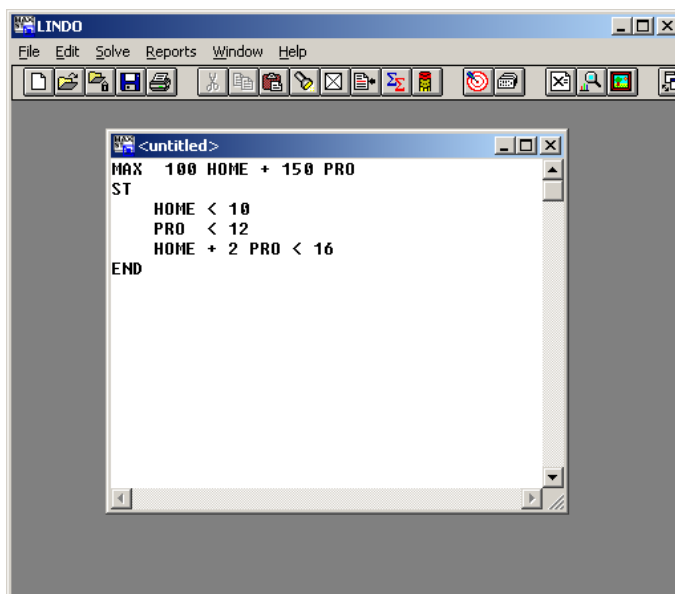 LINDO
File Edit Solve Reports Window Help
<untitled>
MAX  100 HOME + 150 PRO
ST
HOME < 10
PRO  < 12
HOME + 2 PRO < 16
END